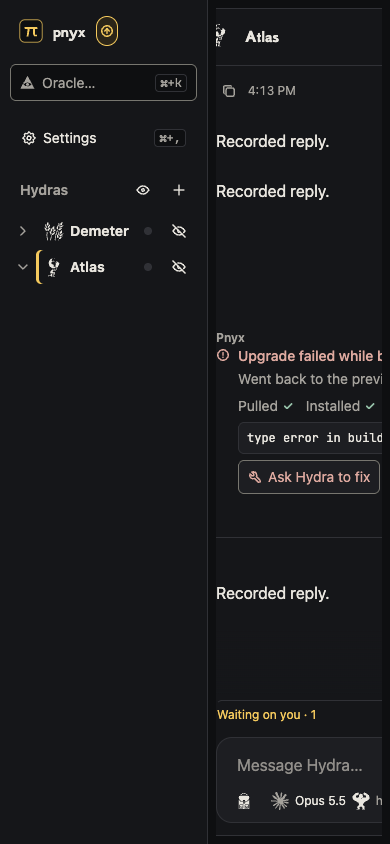 pnyx
Oracle...
⌘+k
Settings
⌘+,
Hydras
Demeter
Atlas
Atlas
4:13 PM
Recorded reply.
Recorded reply.
Pnyx
Upgrade failed while b
Went back to the previ
Pulled ✓ Installed ✓
type error in build
Ask Hydra to fix
Recorded reply.
Waiting on you · 1
Message Hydra...
Opus 5.5 h